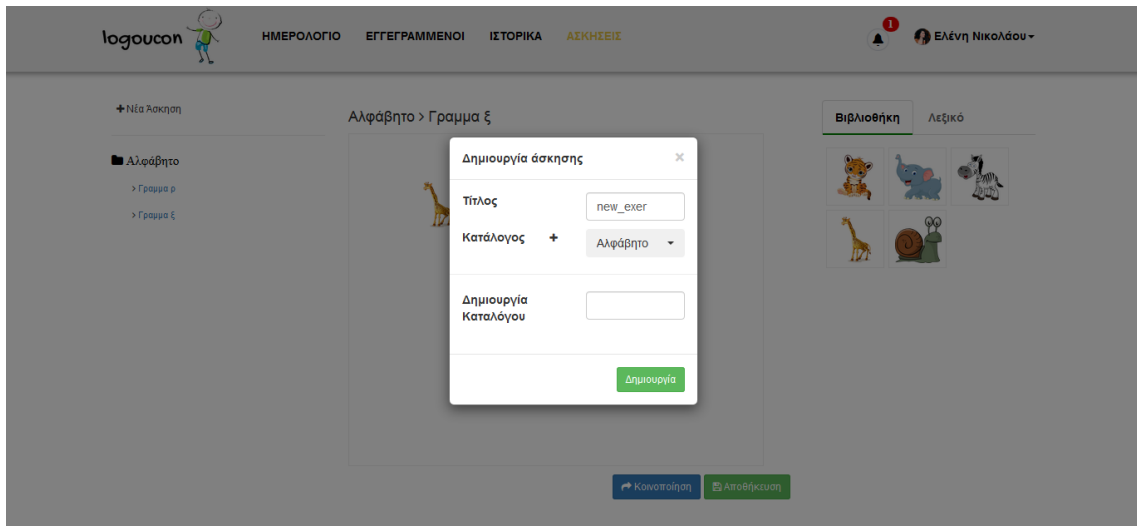 logoucon
ΗΜΕΡΟΛΟΓΙΟ ΕΓΓΕΓΡΑΜΜΕΝΟΙ ΙΣΤΟΡΙΚΑ ΑΣΚΗΣΕΙΣ
1
Ελένη Νικολάου
+ Νέα Άσκηση
Αλφάβητο
> Γραμμα ρ
> Γραμμα ξ
Αλφάβητο > Γραμμα ξ
Δημιουργία άσκησης ×
Τίτλος new_exer
Κατάλογος + Αλφάβητο
Δημιουργία
Καταλόγου
Δημιουργία
Κοινοποίηση Αποθήκευση
Βιβλιοθήκη Λεξικό